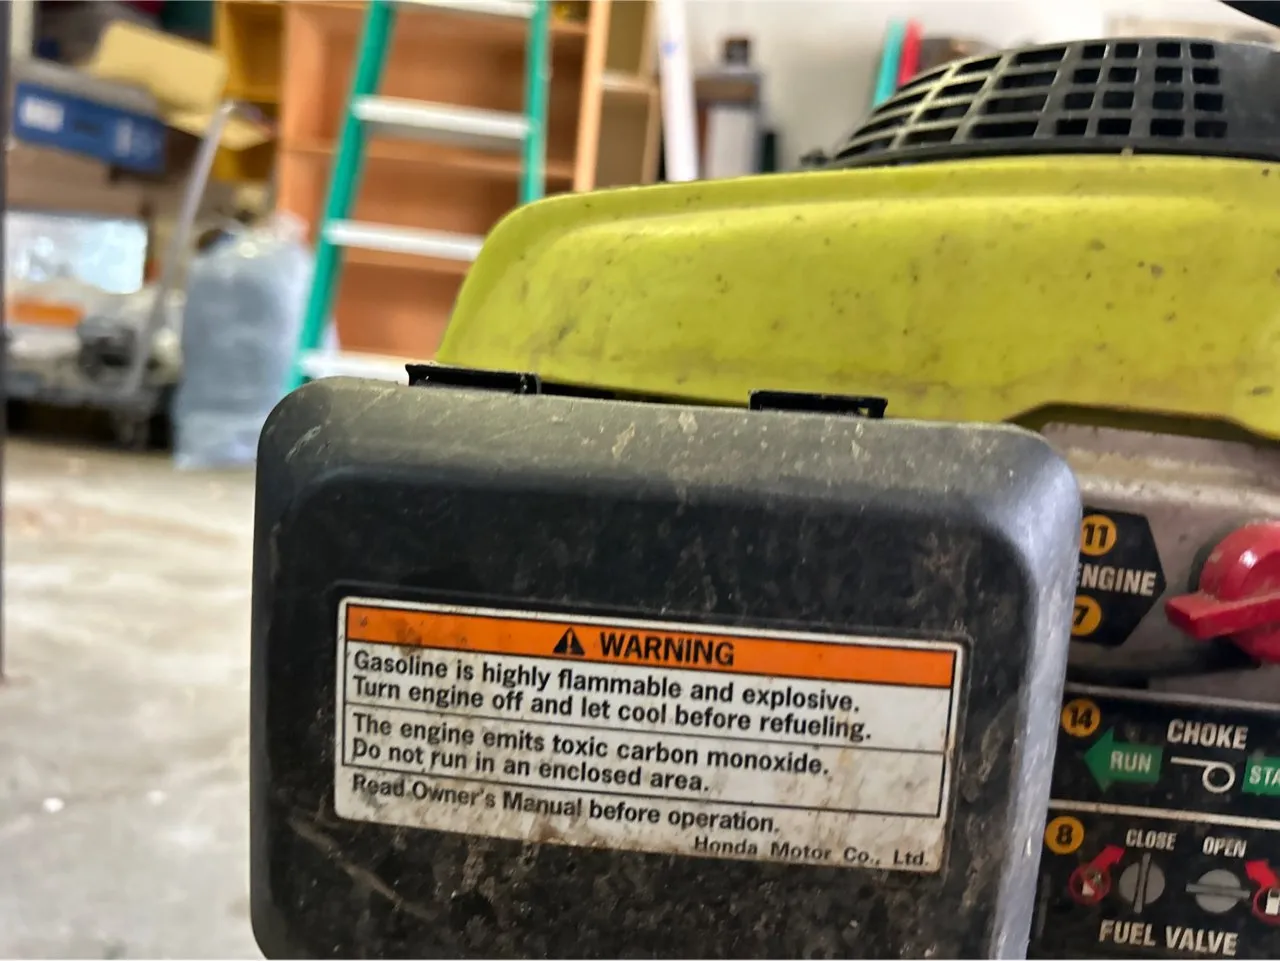 WARNING
Gasoline is highly flammable and explosive.
Turn engine off and let cool before refueling.
The engine emits toxic carbon monoxide.
Do not run in an enclosed area.
Read Owner's Manual before operation.
Honda Motor Co., Ltd.
11
ENGINE
7
14
CHOKE
RUN
STA
8
CLOSE
OPEN
FUEL VALVE